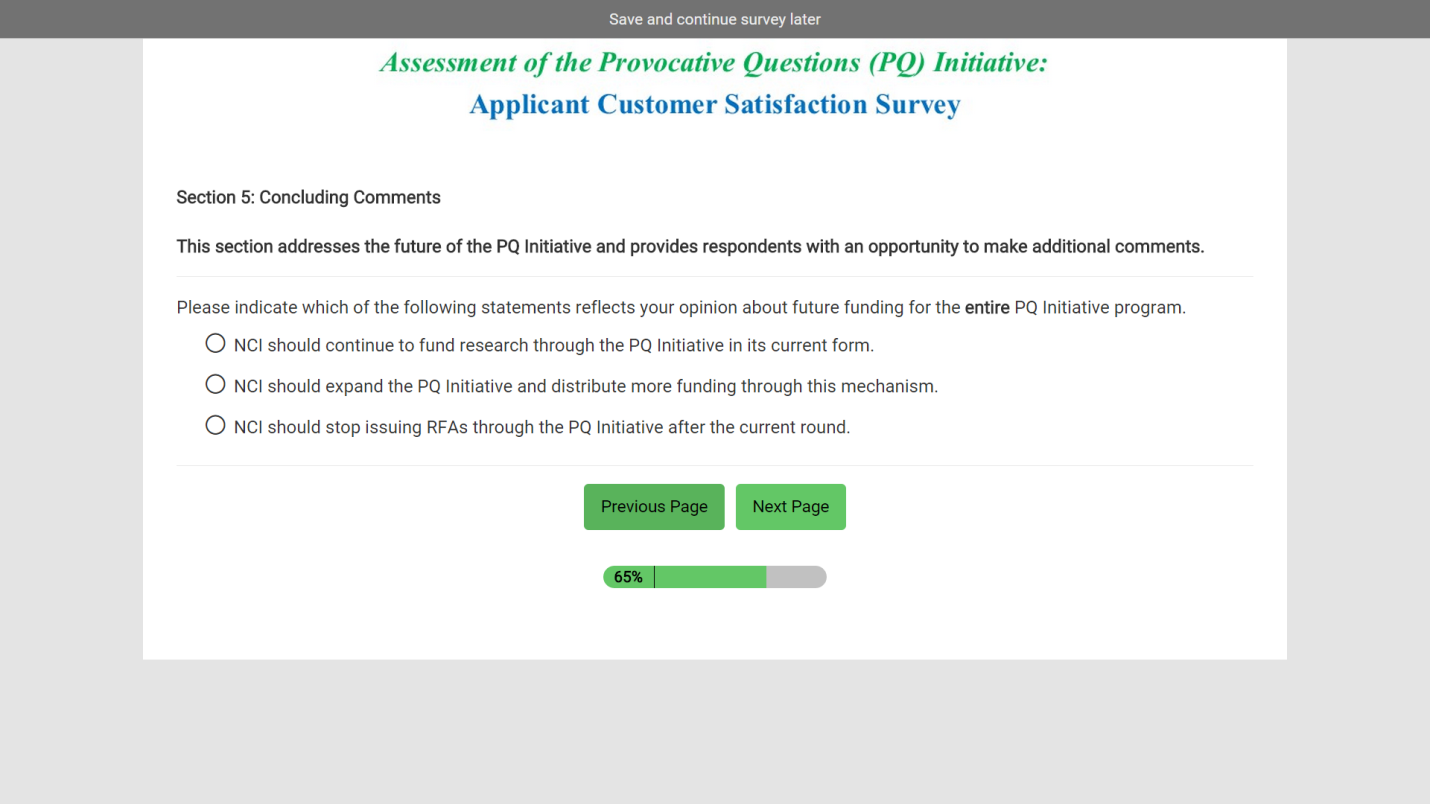 Save and continue survey later
Assessment of the Provocative Questions (PQ) Initiative:
Applicant Customer Satisfaction Survey
Section 5: Concluding Comments
This section addresses the future of the PQ Initiative and provides respondents with an opportunity to make additional comments.
Please indicate which of the following statements reflects your opinion about future funding for the entire PQ Initiative program.
NCI should continue to fund research through the PQ Initiative in its current form.
NCI should expand the PQ Initiative and distribute more funding through this mechanism.
NCI should stop issuing RFAs through the PQ Initiative after the current round.
Previous Page Next Page
65%